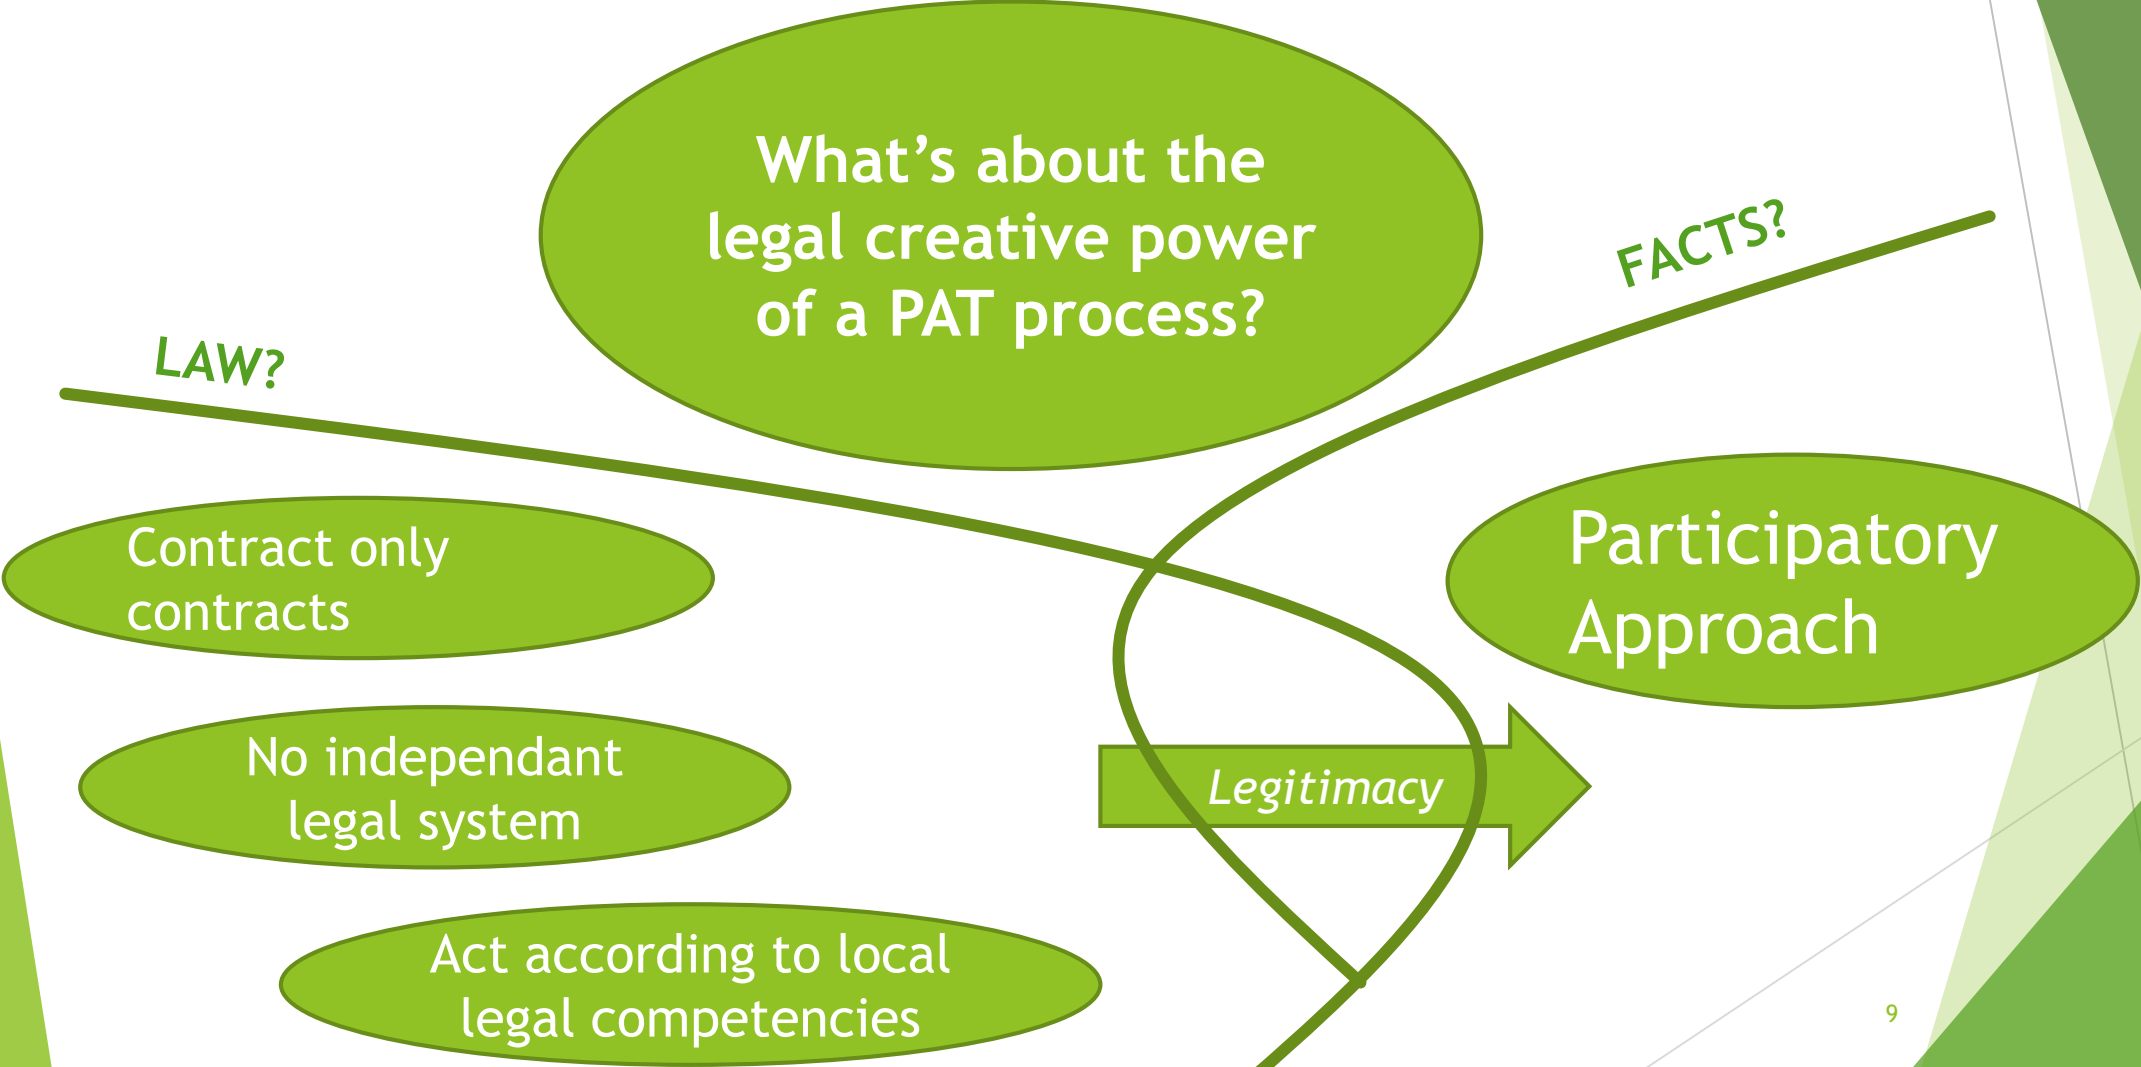 What’s about the
legal creative power
of a PAT process?
LAW?
FACTS?
Contract only
contracts
Participatory
Approach
No independant
legal system
Legitimacy
Act according to local
legal competencies
9